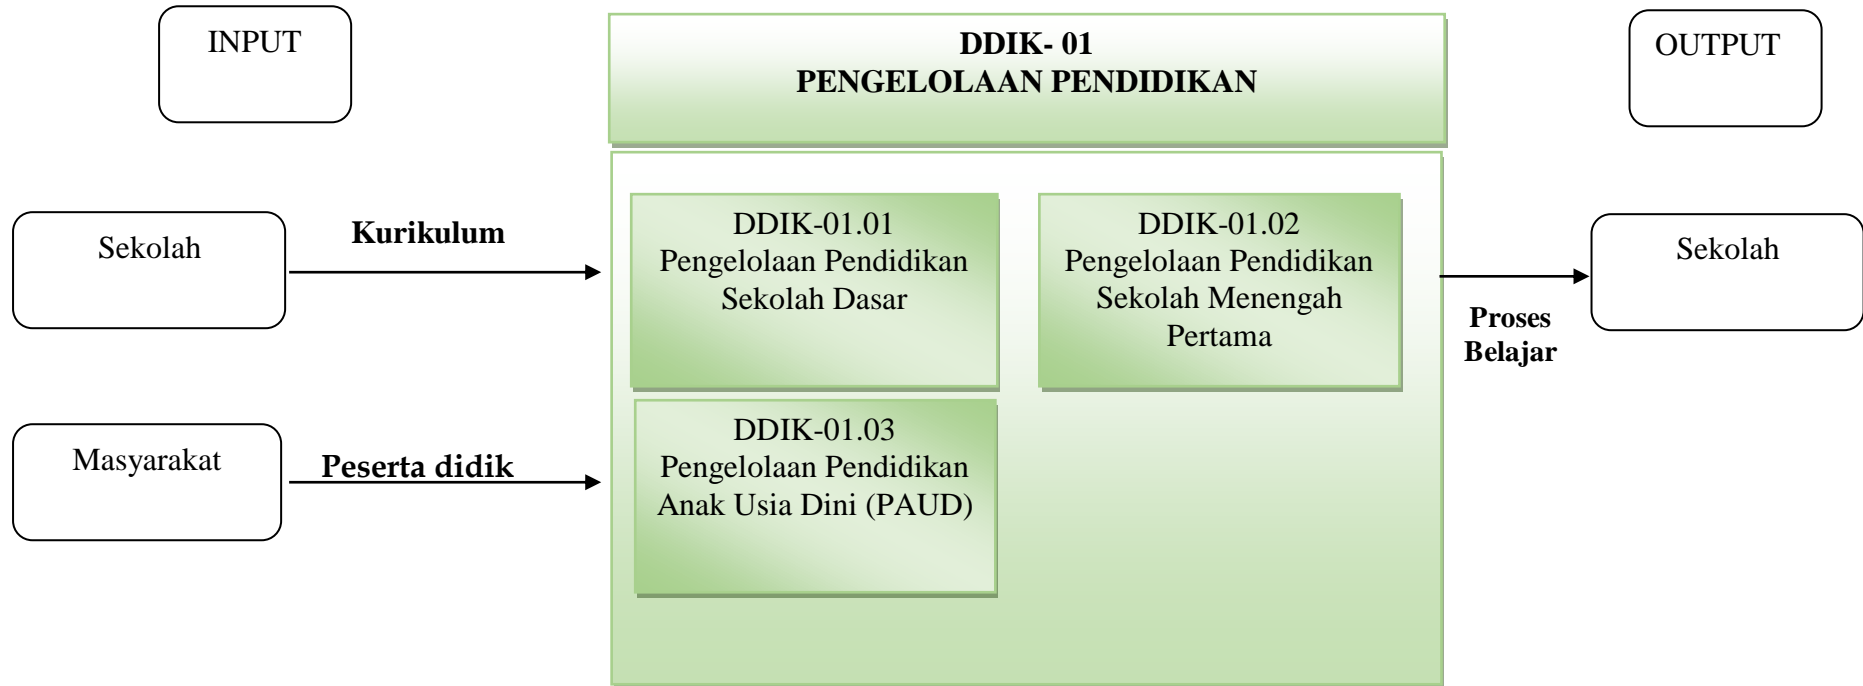 INPUT
DDIK- 01
PENGELOLAAN PENDIDIKAN
OUTPUT
Sekolah
Kurikulum
DDIK-01.01
Pengelolaan Pendidikan
Sekolah Dasar
DDIK-01.02
Pengelolaan Pendidikan
Sekolah Menengah
Pertama
Sekolah
Proses
Belajar
Masyarakat
Peserta didik
DDIK-01.03
Pengelolaan Pendidikan
Anak Usia Dini (PAUD)